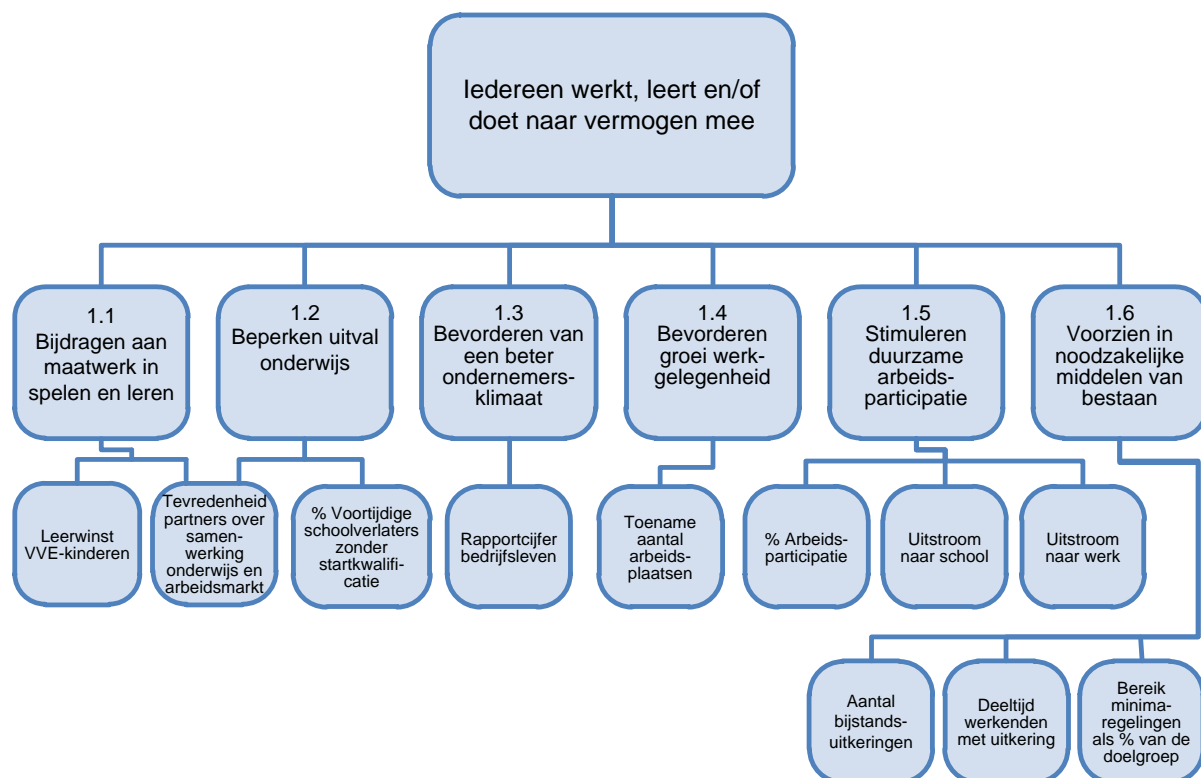 Iedereen werkt, leert en/of
doet naar vermogen mee
1.1
Bijdragen aan
maatwerk in
spelen en leren
1.2
Beperken uitval
onderwijs
1.3
Bevorderen van
een beter
ondernemers-
klimaat
1.4
Bevorderen
groei werk-
gelegenheid
1.5
Stimuleren
duurzame
arbeids-
participatie
1.6
Voorzien in
noodzakelijke
middelen van
bestaan
Leerwinst
VVE-kinderen
Tevredenheid
partners over
samen-
werking
onderwijs en
arbeidsmarkt
% Voortijdige
schoolverlaters
zonder
startkwalifi-
catie
Rapportcijfer
bedrijfsleven
Toename
aantal
arbeids-
plaatsen
% Arbeids-
participatie
Uitstroom
naar school
Uitstroom
naar werk
Aantal
bijstands-
uitkeringen
Deeltijd
werkenden
met uitkering
Bereik
minima-
regelingen
als % van de
doelgroep